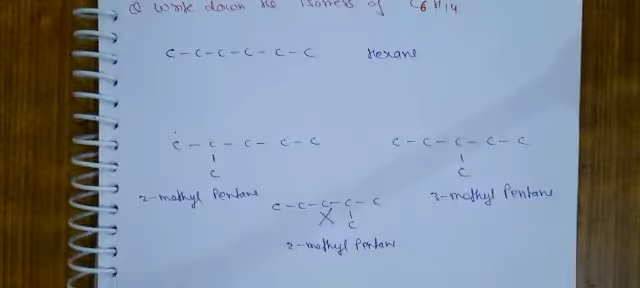 Q Write down the Isomers of C6H14
C-C-C-C-C-C Hexane
C-C-C-C-C C-C-C-C-C
C C
2-methyl Pentane 3-methyl Pentane
C-C-C-C-C
C
2-methyl Pentane